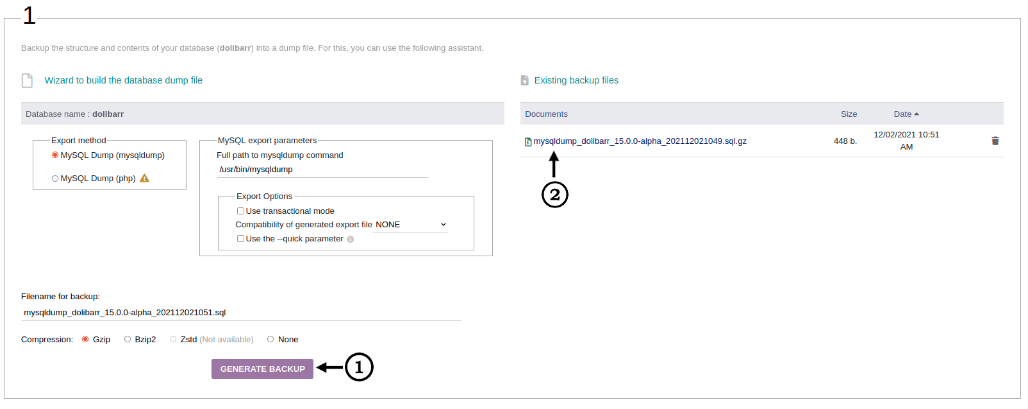 1
Backup the structure and contents of your database (dolibarr) into a dump file. For this, you can use the following assistant.
Wizard to build the database dump file
Database name : dolibarr
Export method
MySQL Dump (mysqldump)
MySQL Dump (php)
MySQL export parameters
Full path to mysqldump command
/usr/bin/mysqldump
Export Options
Use transactional mode
Compatibility of generated export file NONE
Use the --quick parameter
Filename for backup:
mysqldump_dolibarr_15.0.0-alpha_202112021051.sql
Compression: Gzip Bzip2 Zstd (Not available) None
GENERATE BACKUP
1
Existing backup files
Documents Size Date
mysqldump_dolibarr_15.0.0-alpha_202112021049.sql.gz 448 b. 12/02/2021 10:51
AM
2